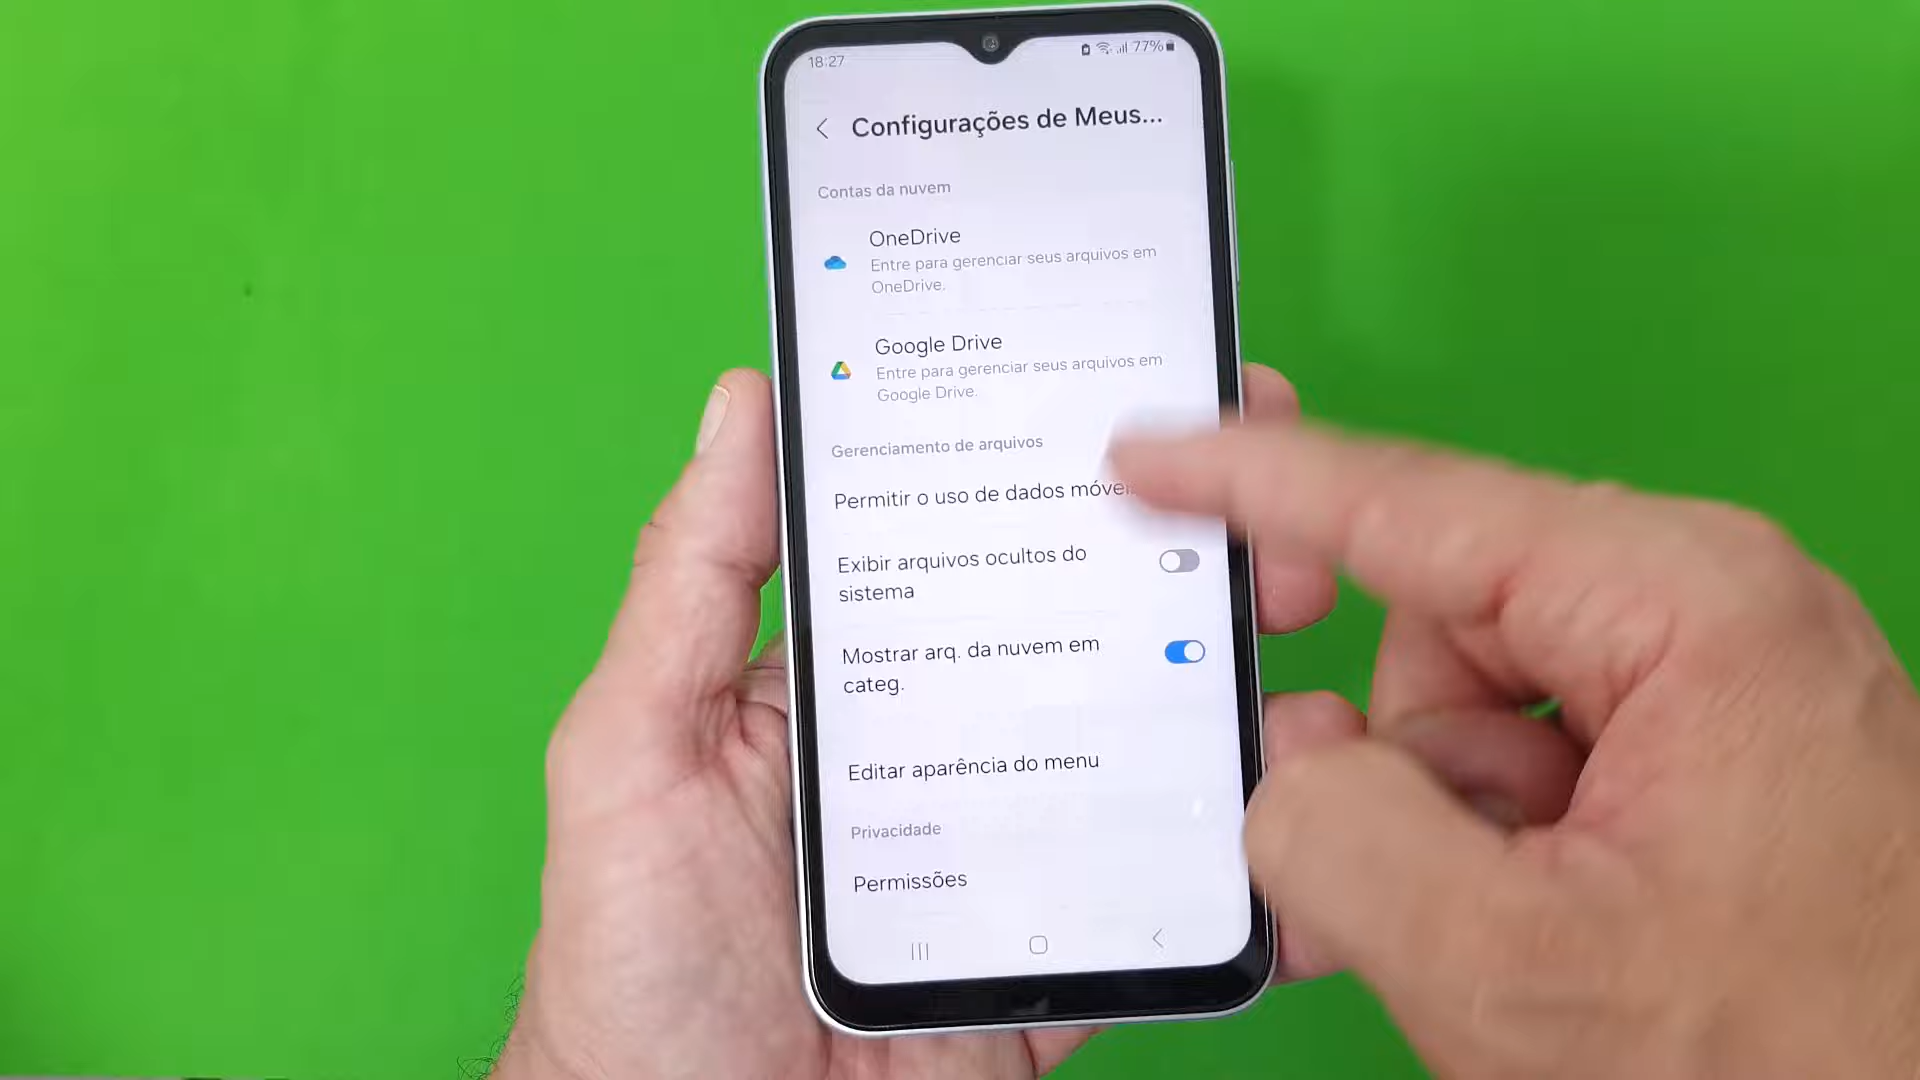 18:27
77%
Configurações de Meus...
Contas da nuvem
OneDrive
Entre para gerenciar seus arquivos em
OneDrive.
Google Drive
Entre para gerenciar seus arquivos em
Google Drive.
Gerenciamento de arquivos
Permitir o uso de dados
Exibir arquivos ocultos do
sistema
Mostrar arq. da nuvem em
categ.
Editar aparência do menu
Privacidade
Permissões